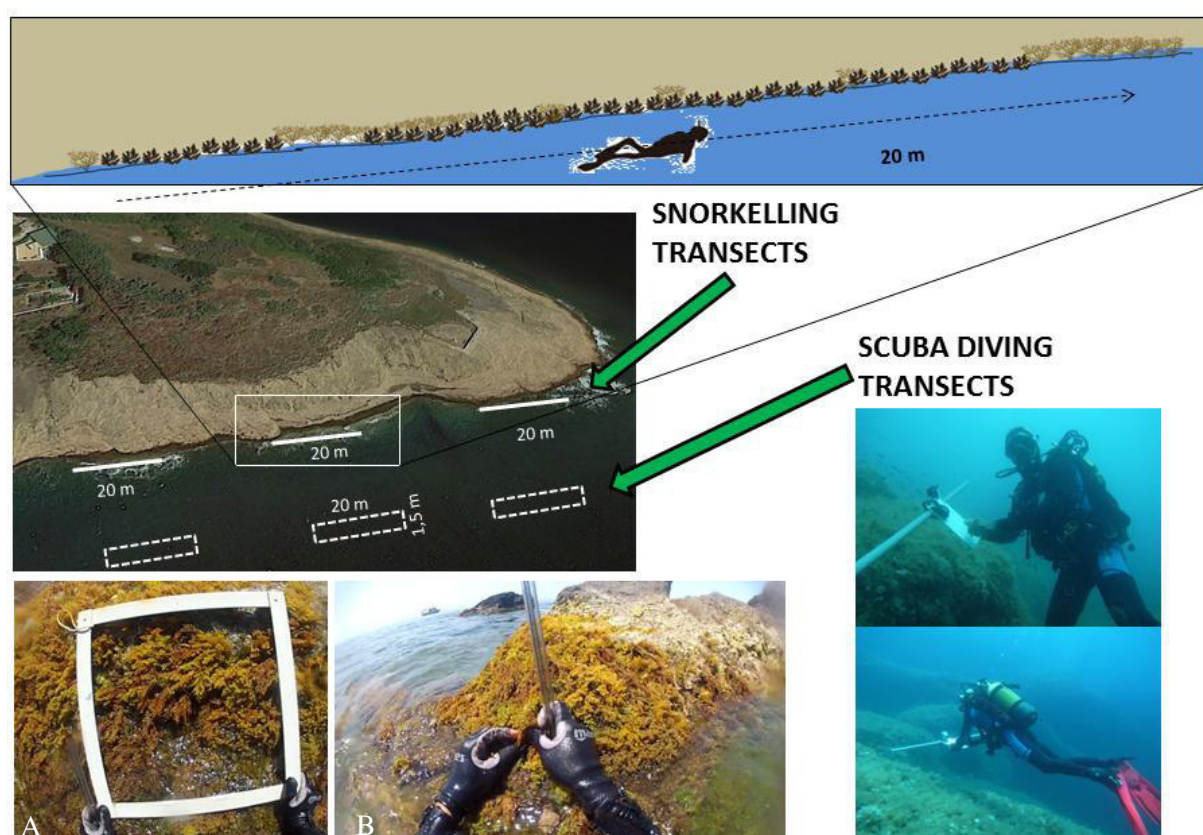 20 m
SNORKELLING
TRANSECTS
SCUBA DIVING
TRANSECTS
20 m
20 m
20 m
20 m
1,5 m
A
B